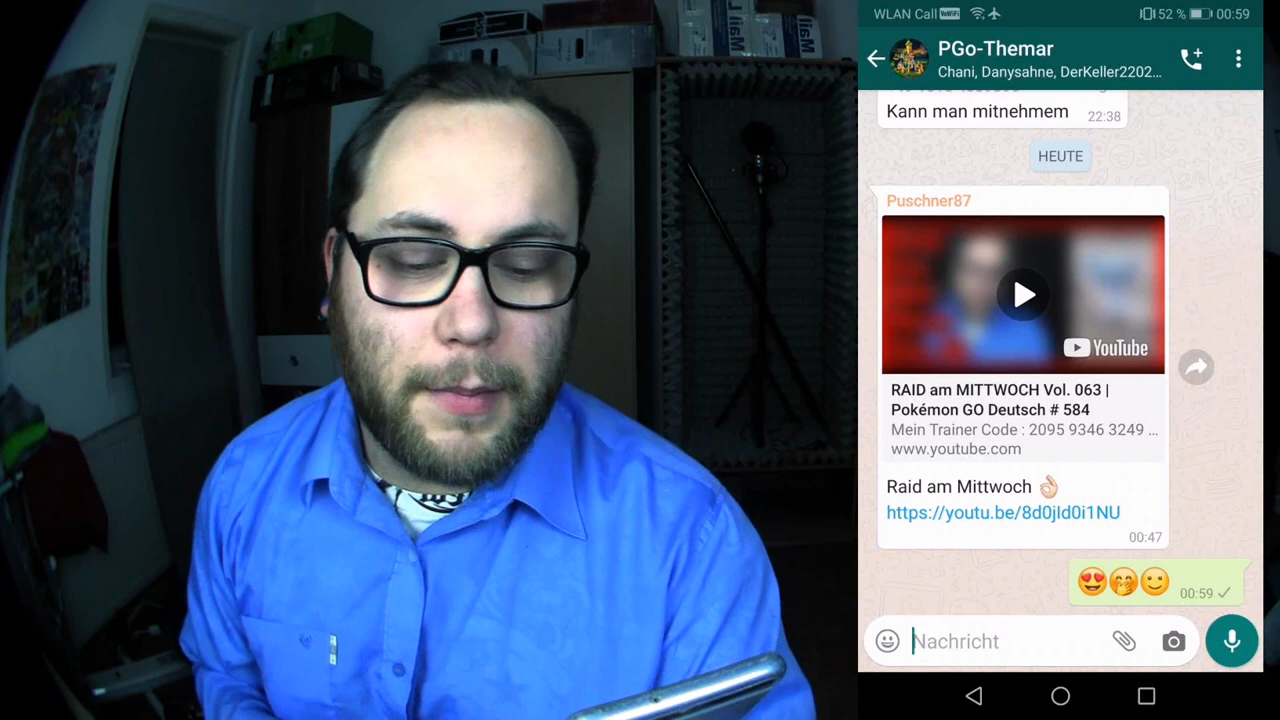 WLAN Call VoWiFi
52 % 00:59
PGo-Themar
Chani, Danysahne, DerKeller2202...
Kann man mitnehmem
22:38
HEUTE
Puschner87
YouTube
RAID am MITTWOCH Vol. 063 |
Pokémon GO Deutsch # 584
Mein Trainer Code : 2095 9346 3249 ...
www.youtube.com
Raid am Mittwoch 👌🏻
https://youtu.be/8d0jId0i1NU
00:47
😍🤭🙂 00:59
Nachricht